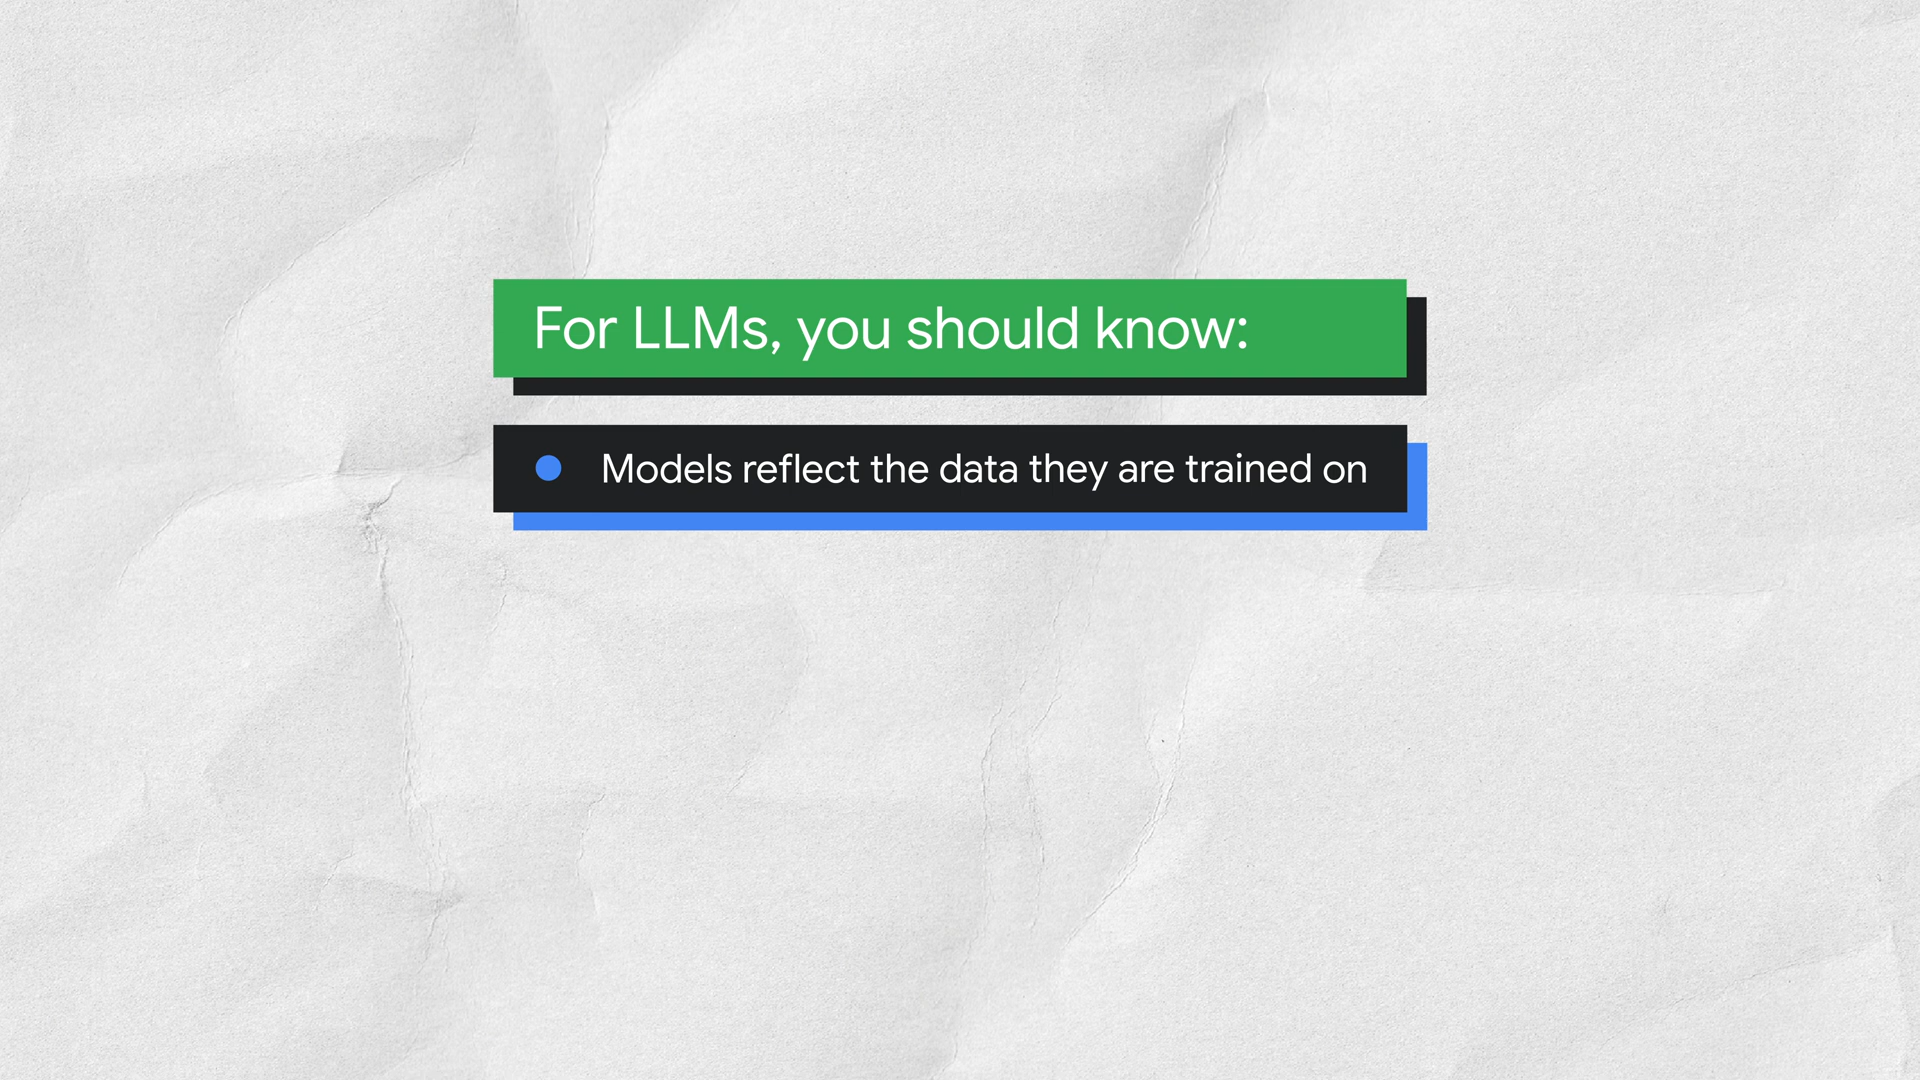 For LLMs, you should know:
Models reflect the data they are trained on